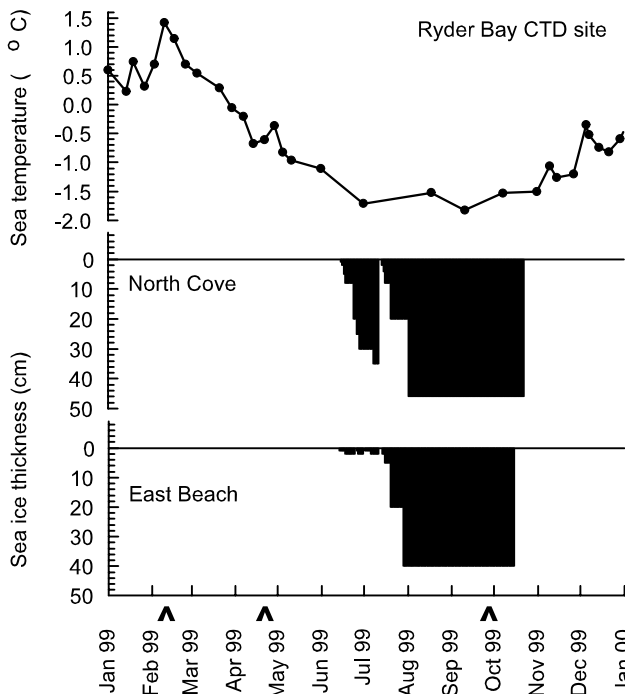 Ryder Bay CTD site
Sea temperature ( o C)
1.5
1.0
0.5
0.0
-0.5
-1.0
-1.5
-2.0
North Cove
0
10
20
30
40
50
Sea ice thickness (cm)
East Beach
0
10
20
30
40
50
^ ^ ^
Jan 99
Feb 99
Mar 99
Apr 99
May 99
Jun 99
Jul 99
Aug 99
Sep 99
Oct 99
Nov 99
Dec 99